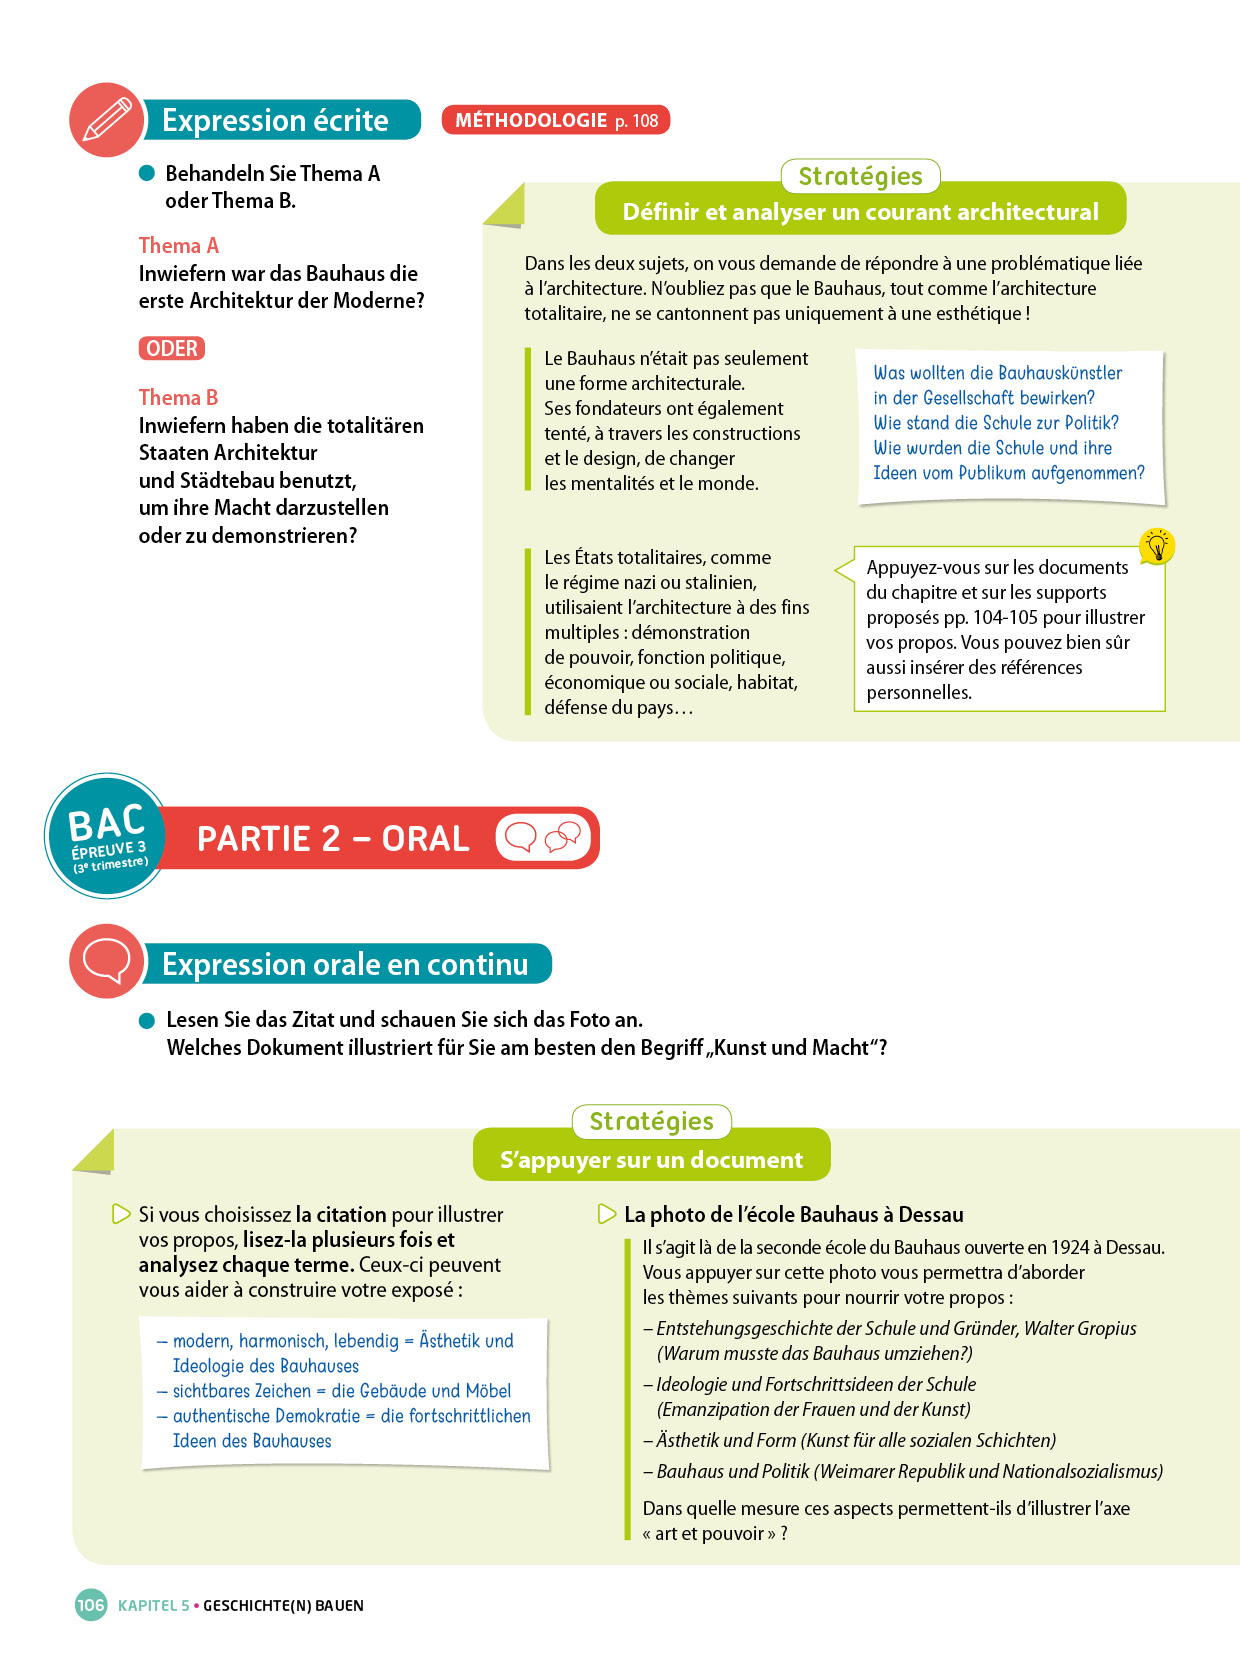 Expression écrite
MÉTHODOLOGIE p. 108
Behandeln Sie Thema A
oder Thema B.
Thema A
Inwiefern war das Bauhaus die
erste Architektur der Moderne?
ODER
Thema B
Inwiefern haben die totalitären
Staaten Architektur
und Städtebau benutzt,
um ihre Macht darzustellen
oder zu demonstrieren?
Stratégies
Définir et analyser un courant architectural
Dans les deux sujets, on vous demande de répondre à une problématique liée
à l'architecture. N'oubliez pas que le Bauhaus, tout comme l'architecture
totalitaire, ne se cantonnent pas uniquement à une esthétique !
Le Bauhaus n'était pas seulement
une forme architecturale.
Ses fondateurs ont également
tenté, à travers les constructions
et le design, de changer
les mentalités et le monde.
Was wollten die Bauhauskünstler
in der Gesellschaft bewirken?
Wie stand die Schule zur Politik?
Wie wurden die Schule und ihre
Ideen vom Publikum aufgenommen?
Les États totalitaires, comme
le régime nazi ou stalinien,
utilisaient l'architecture à des fins
multiples : démonstration
de pouvoir, fonction politique,
économique ou sociale, habitat,
défense du pays…
Appuyez-vous sur les documents
du chapitre et sur les supports
proposés pp. 104-105 pour illustrer
vos propos. Vous pouvez bien sûr
aussi insérer des références
personnelles.
BAC
ÉPREUVE 3
(3e trimestre)
PARTIE 2 – ORAL
Expression orale en continu
Lesen Sie das Zitat und schauen Sie sich das Foto an.
Welches Dokument illustriert für Sie am besten den Begriff „Kunst und Macht“?
Stratégies
S'appuyer sur un document
Si vous choisissez la citation pour illustrer
vos propos, lisez-la plusieurs fois et
analysez chaque terme. Ceux-ci peuvent
vous aider à construire votre exposé :
– modern, harmonisch, lebendig = Ästhetik und
Ideologie des Bauhauses
– sichtbares Zeichen = die Gebäude und Möbel
– authentische Demokratie = die fortschrittlichen
Ideen des Bauhauses
La photo de l'école Bauhaus à Dessau
Il s'agit là de la seconde école du Bauhaus ouverte en 1924 à Dessau.
Vous appuyer sur cette photo vous permettra d'aborder
les thèmes suivants pour nourrir votre propos :
– Entstehungsgeschichte der Schule und Gründer, Walter Gropius
(Warum musste das Bauhaus umziehen?)
– Ideologie und Fortschrittsideen der Schule
(Emanzipation der Frauen und der Kunst)
– Ästhetik und Form (Kunst für alle sozialen Schichten)
– Bauhaus und Politik (Weimarer Republik und Nationalsozialismus)
Dans quelle mesure ces aspects permettent-ils d'illustrer l'axe
« art et pouvoir » ?
106 KAPITEL 5 • GESCHICHTE(N) BAUEN